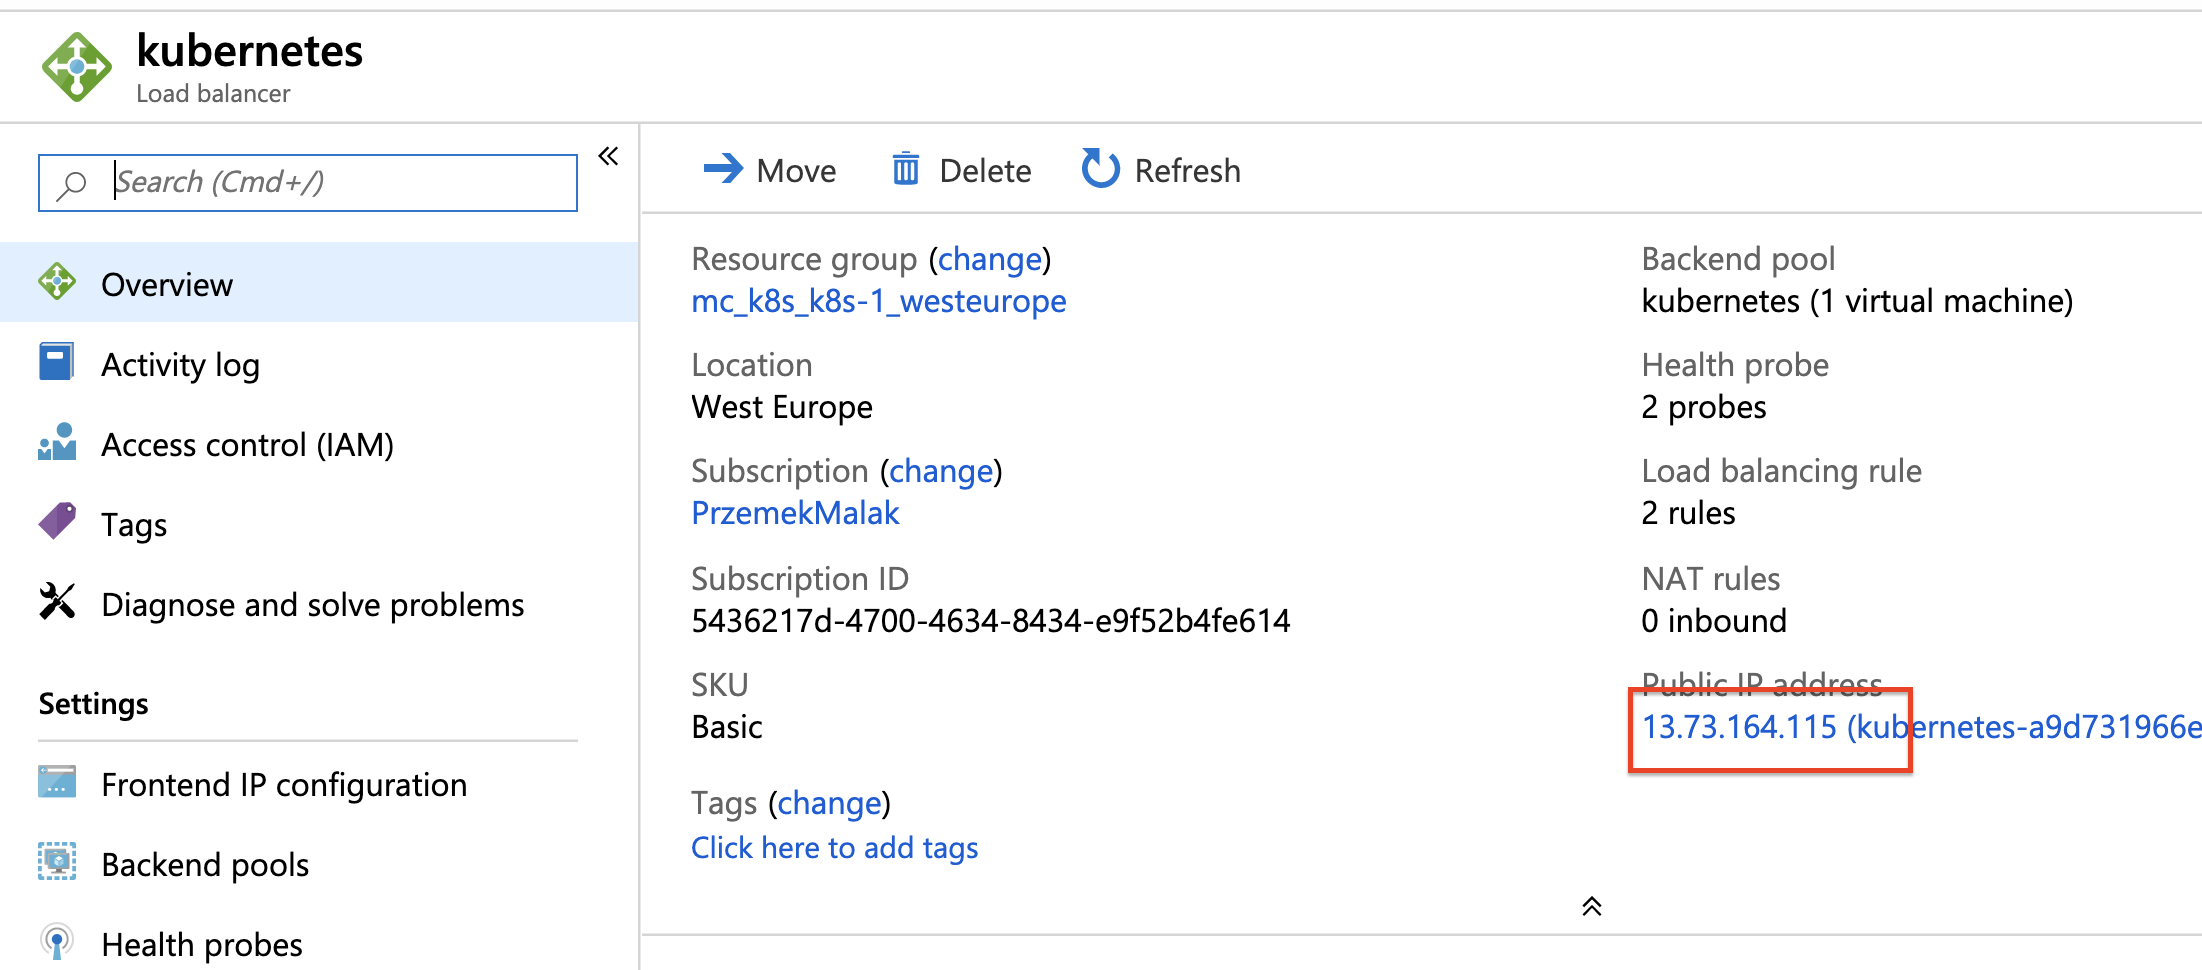 kubernetes
Load balancer
Search (Cmd+/)
Overview
Activity log
Access control (IAM)
Tags
Diagnose and solve problems
Settings
Frontend IP configuration
Backend pools
Health probes
Move
Delete
Refresh
Resource group (change)
mc_k8s_k8s-1_westeurope
Location
West Europe
Subscription (change)
PrzemekMalak
Subscription ID
5436217d-4700-4634-8434-e9f52b4fe614
SKU
Basic
Tags (change)
Click here to add tags
Backend pool
kubernetes (1 virtual machine)
Health probe
2 probes
Load balancing rule
2 rules
NAT rules
0 inbound
Public IP address
13.73.164.115 (kubernetes-a9d731966e